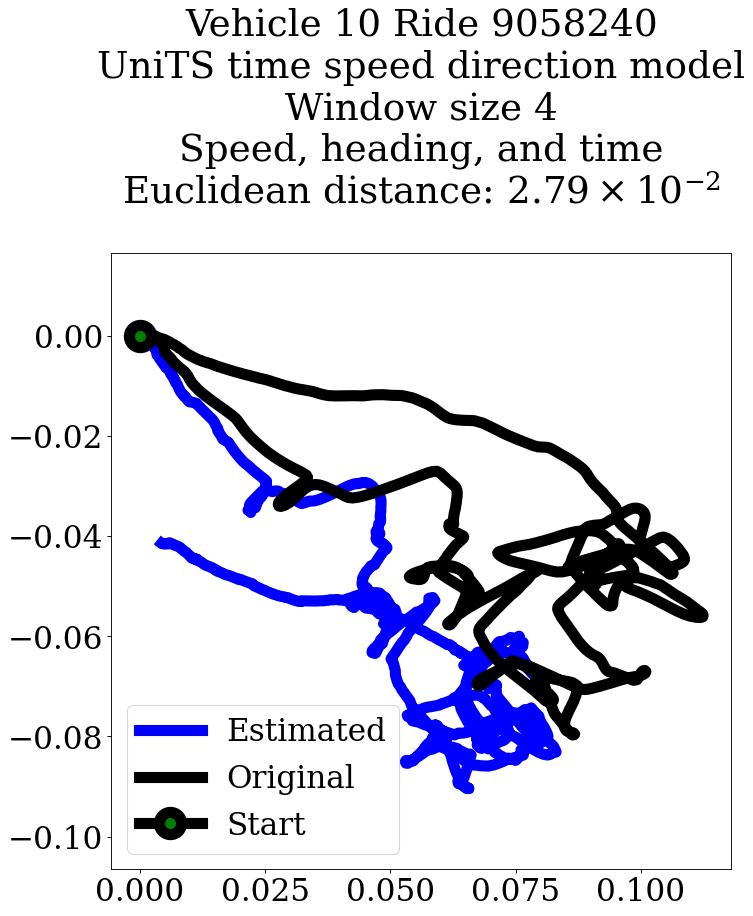 Vehicle 10 Ride 9058240
UniTS time speed direction model
Window size 4
Speed, heading, and time
Euclidean distance: 2.79 × 10⁻²
0.00
−0.02
−0.04
−0.06
−0.08
−0.10
Estimated
Original
Start
0.000 0.025 0.050 0.075 0.100